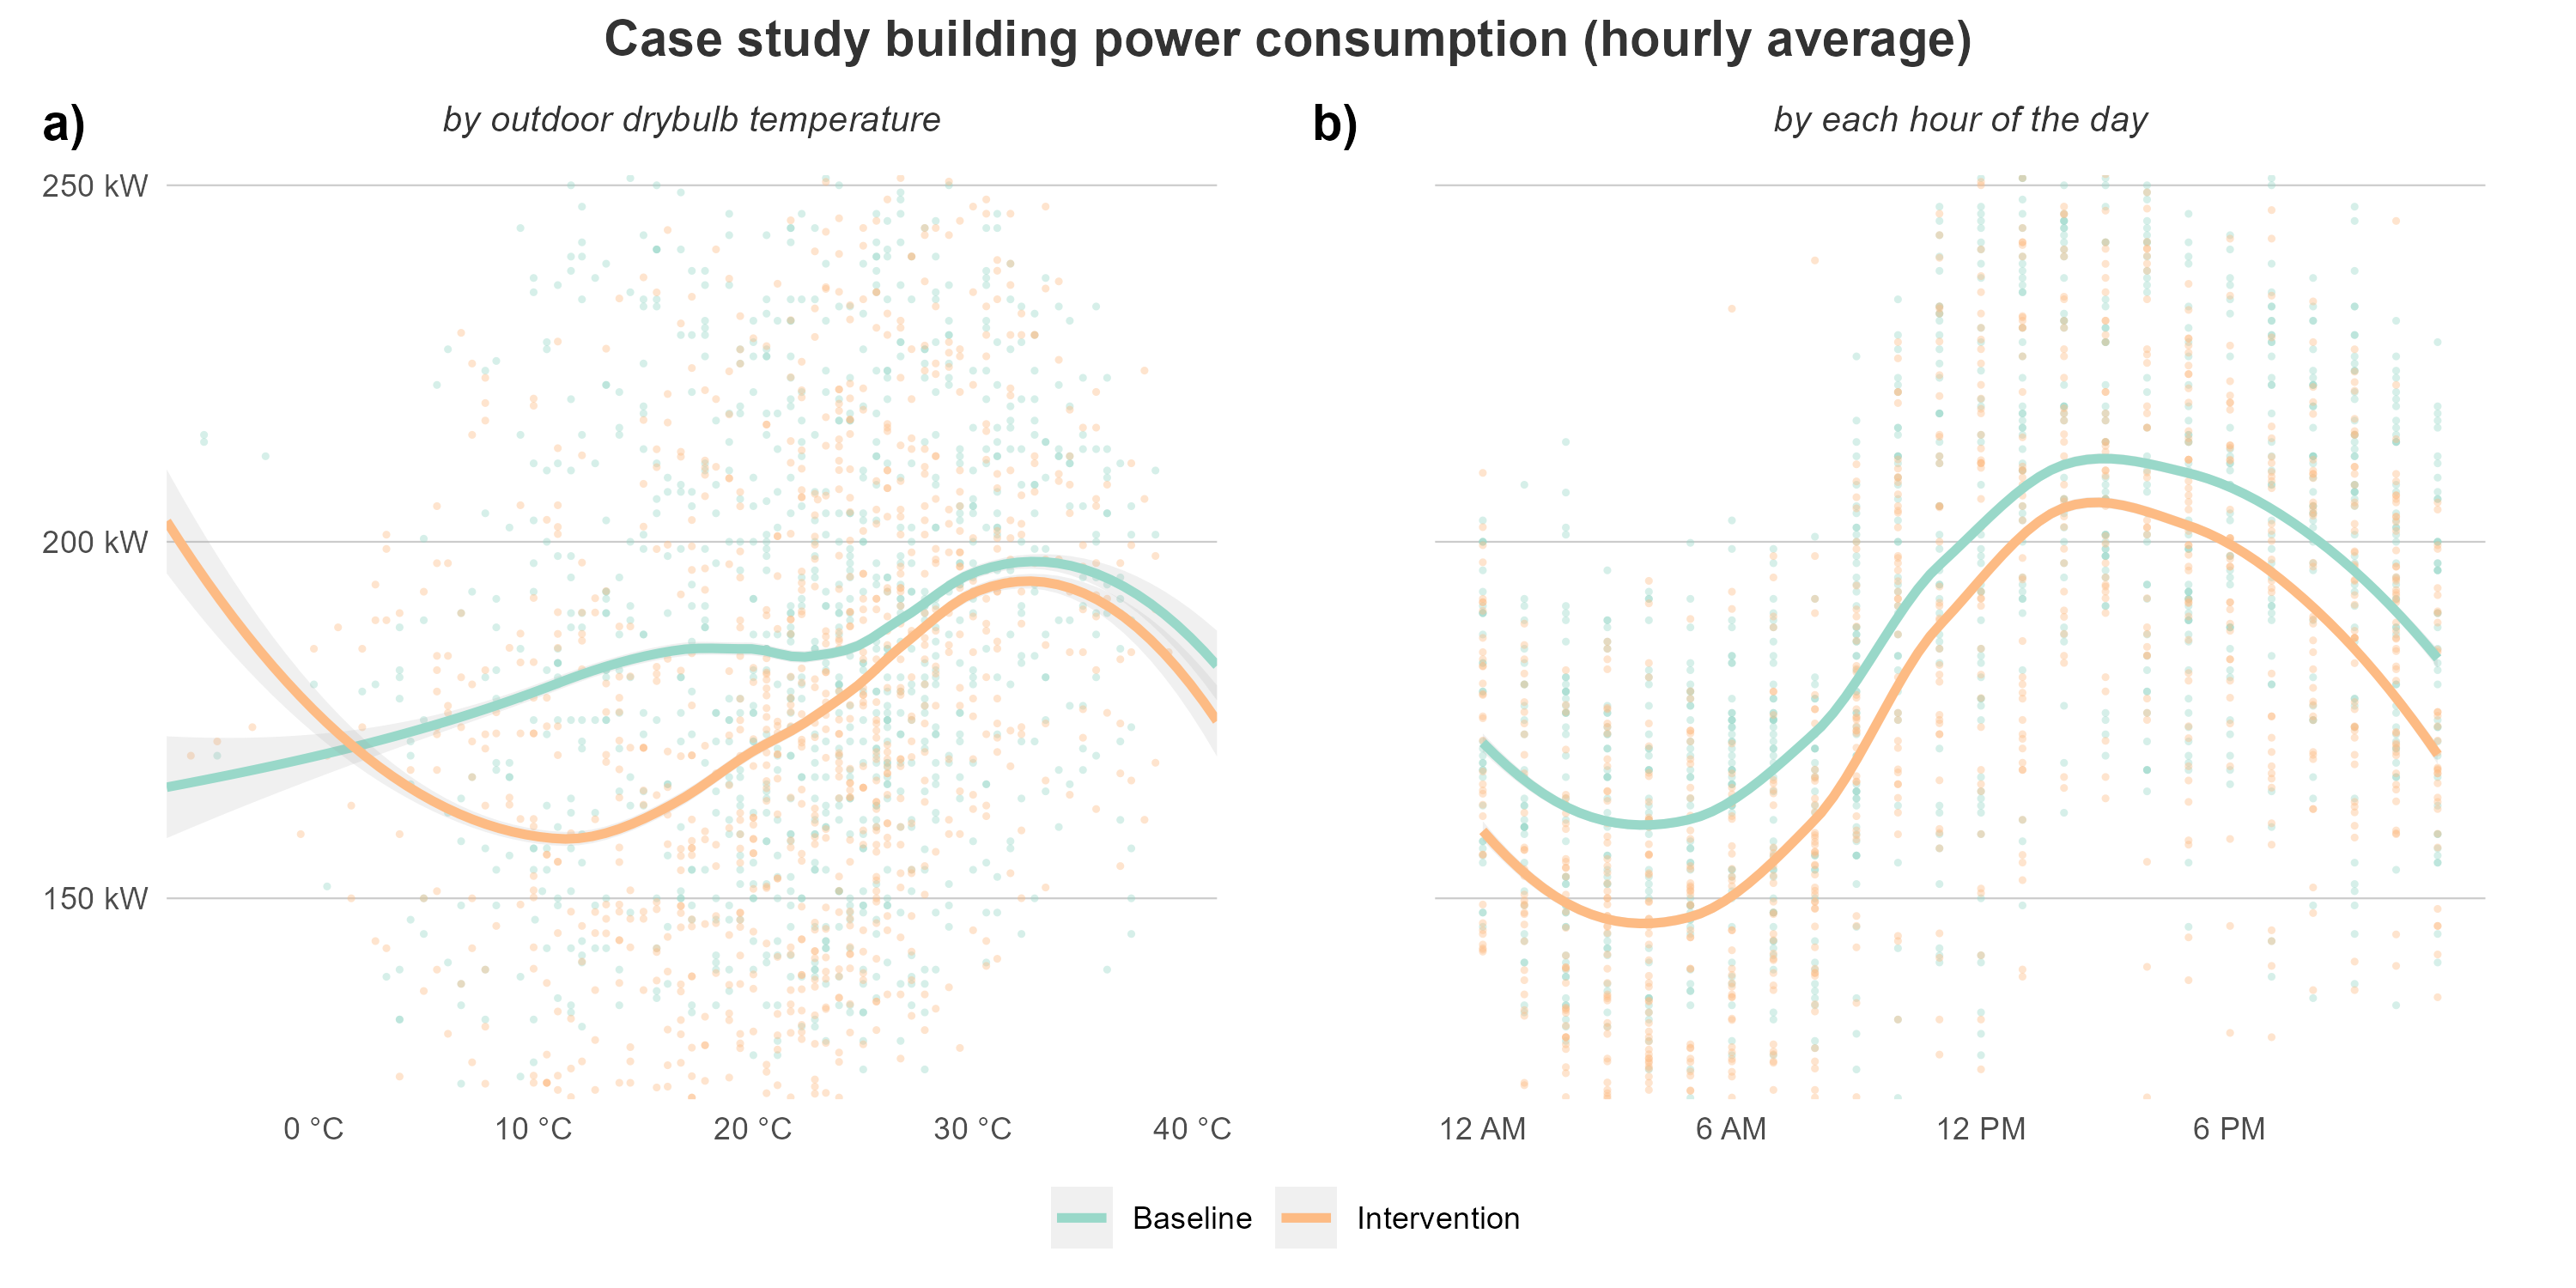 Case study building power consumption (hourly average)
a)
by outdoor drybulb temperature
250 kW
200 kW
150 kW
0 °C 10 °C 20 °C 30 °C 40 °C
b)
by each hour of the day
12 AM 6 AM 12 PM 6 PM
Baseline Intervention